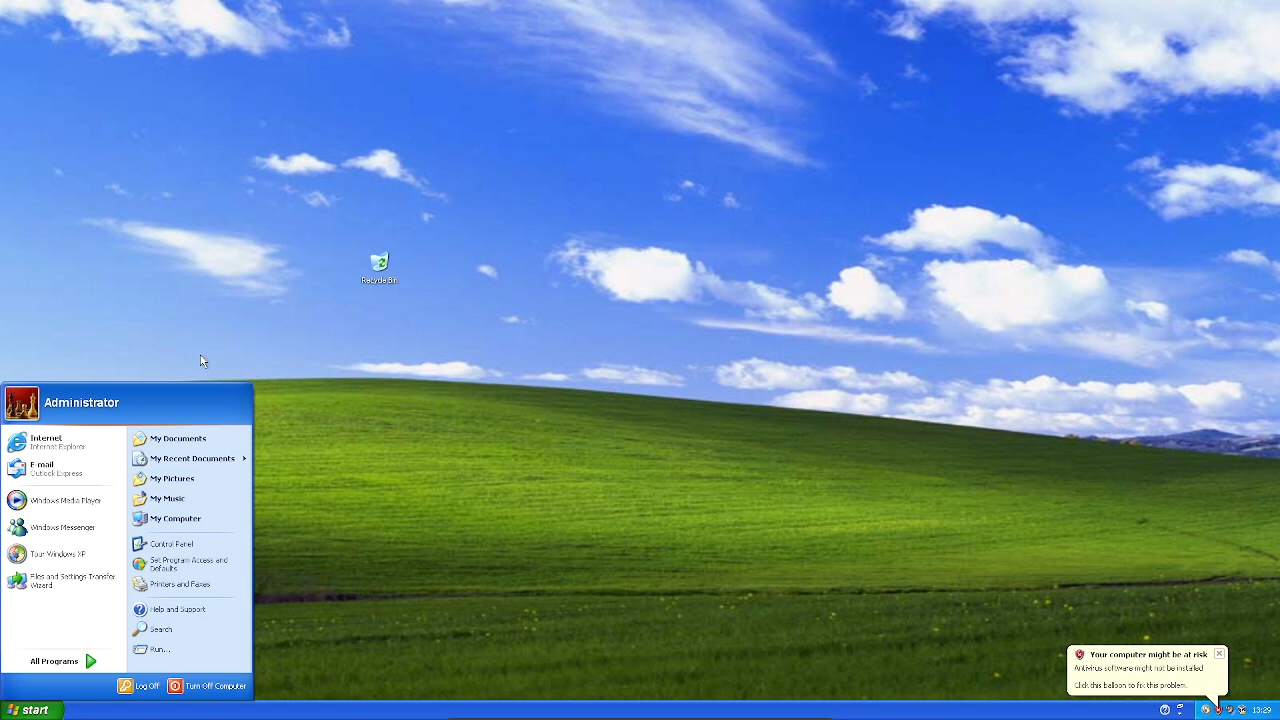 Recycle Bin
Administrator
Internet
Internet Explorer
E-mail
Outlook Express
Windows Media Player
Windows Messenger
Tour Windows XP
Files and Settings Transfer
Wizard
All Programs
My Documents
My Recent Documents
My Pictures
My Music
My Computer
Control Panel
Set Program Access and
Defaults
Printers and Faxes
Help and Support
Search
Run...
Log Off
Turn Off Computer
Your computer might be at risk
Antivirus software might not be installed
Click this balloon to fix this problem.
start
13:29